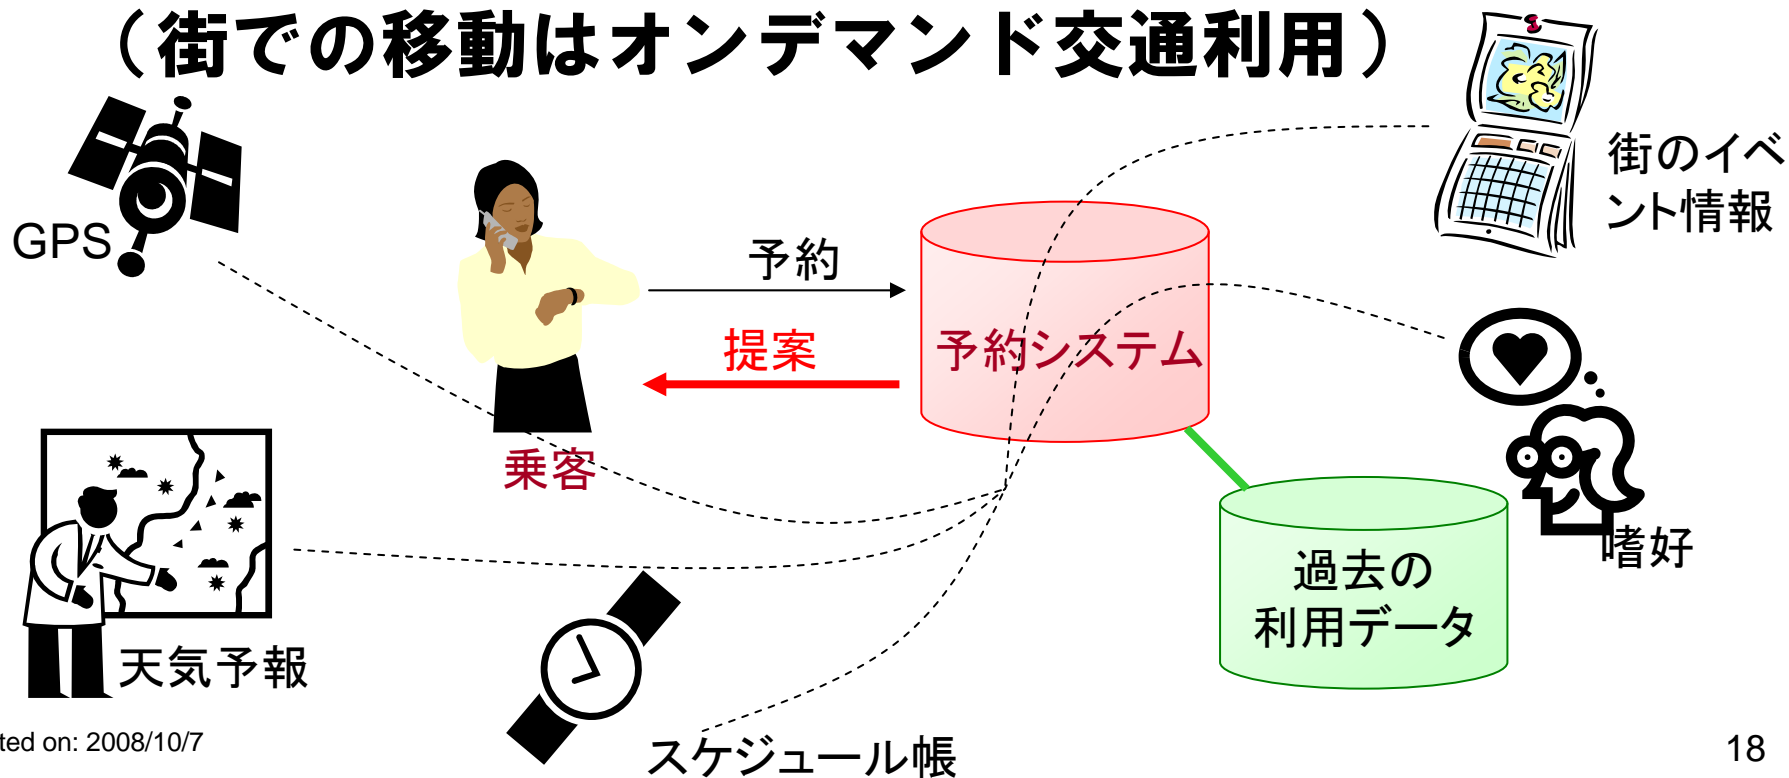 （街での移動はオンデマンド交通利用）
GPS
街のイベ
ント情報
予約
提案
予約システム
乗客
嗜好
過去の
利用データ
天気予報
スケジュール帳
ted on: 2008/10/7
18